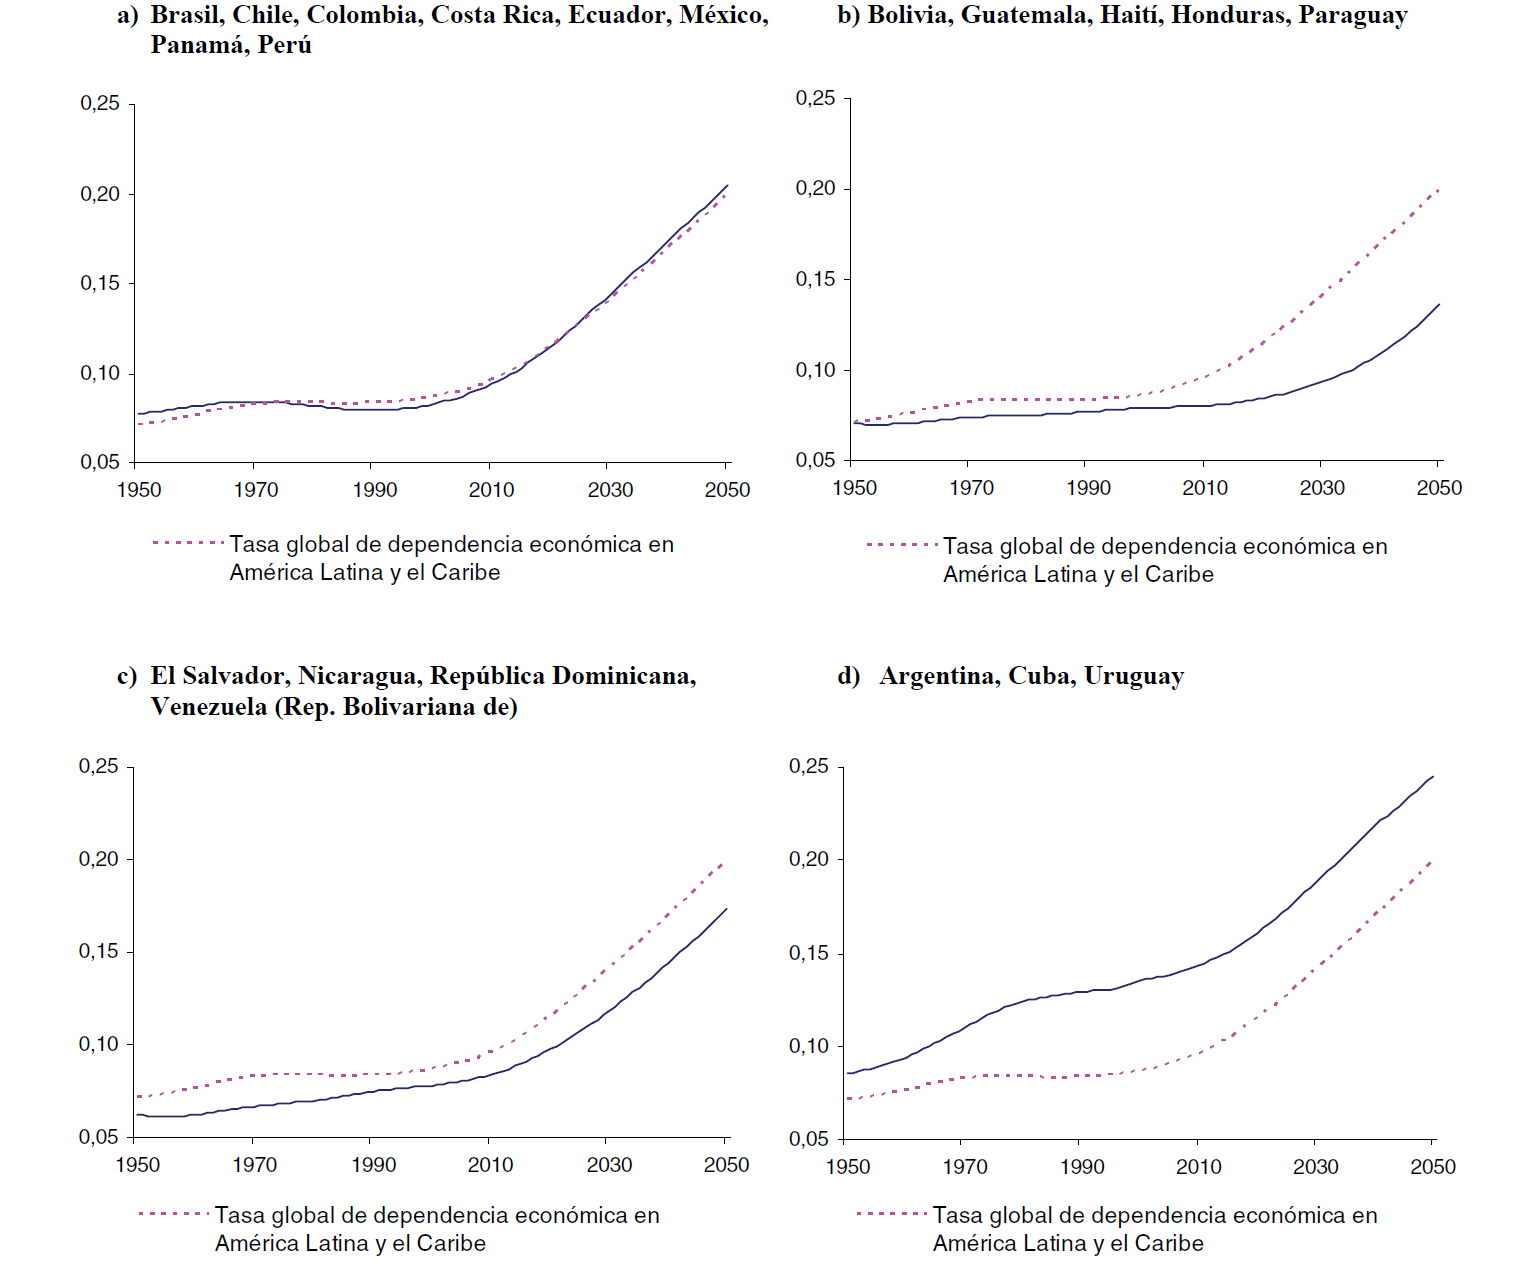 a) Brasil, Chile, Colombia, Costa Rica, Ecuador, México,
Panamá, Perú
0,25
0,20
0,15
0,10
0,05
1950 1970 1990 2010 2030 2050
Tasa global de dependencia económica en
América Latina y el Caribe
b) Bolivia, Guatemala, Haití, Honduras, Paraguay
0,25
0,20
0,15
0,10
0,05
1950 1970 1990 2010 2030 2050
Tasa global de dependencia económica en
América Latina y el Caribe
c) El Salvador, Nicaragua, República Dominicana,
Venezuela (Rep. Bolivariana de)
0,25
0,20
0,15
0,10
0,05
1950 1970 1990 2010 2030 2050
Tasa global de dependencia económica en
América Latina y el Caribe
d) Argentina, Cuba, Uruguay
0,25
0,20
0,15
0,10
0,05
1950 1970 1990 2010 2030 2050
Tasa global de dependencia económica en
América Latina y el Caribe